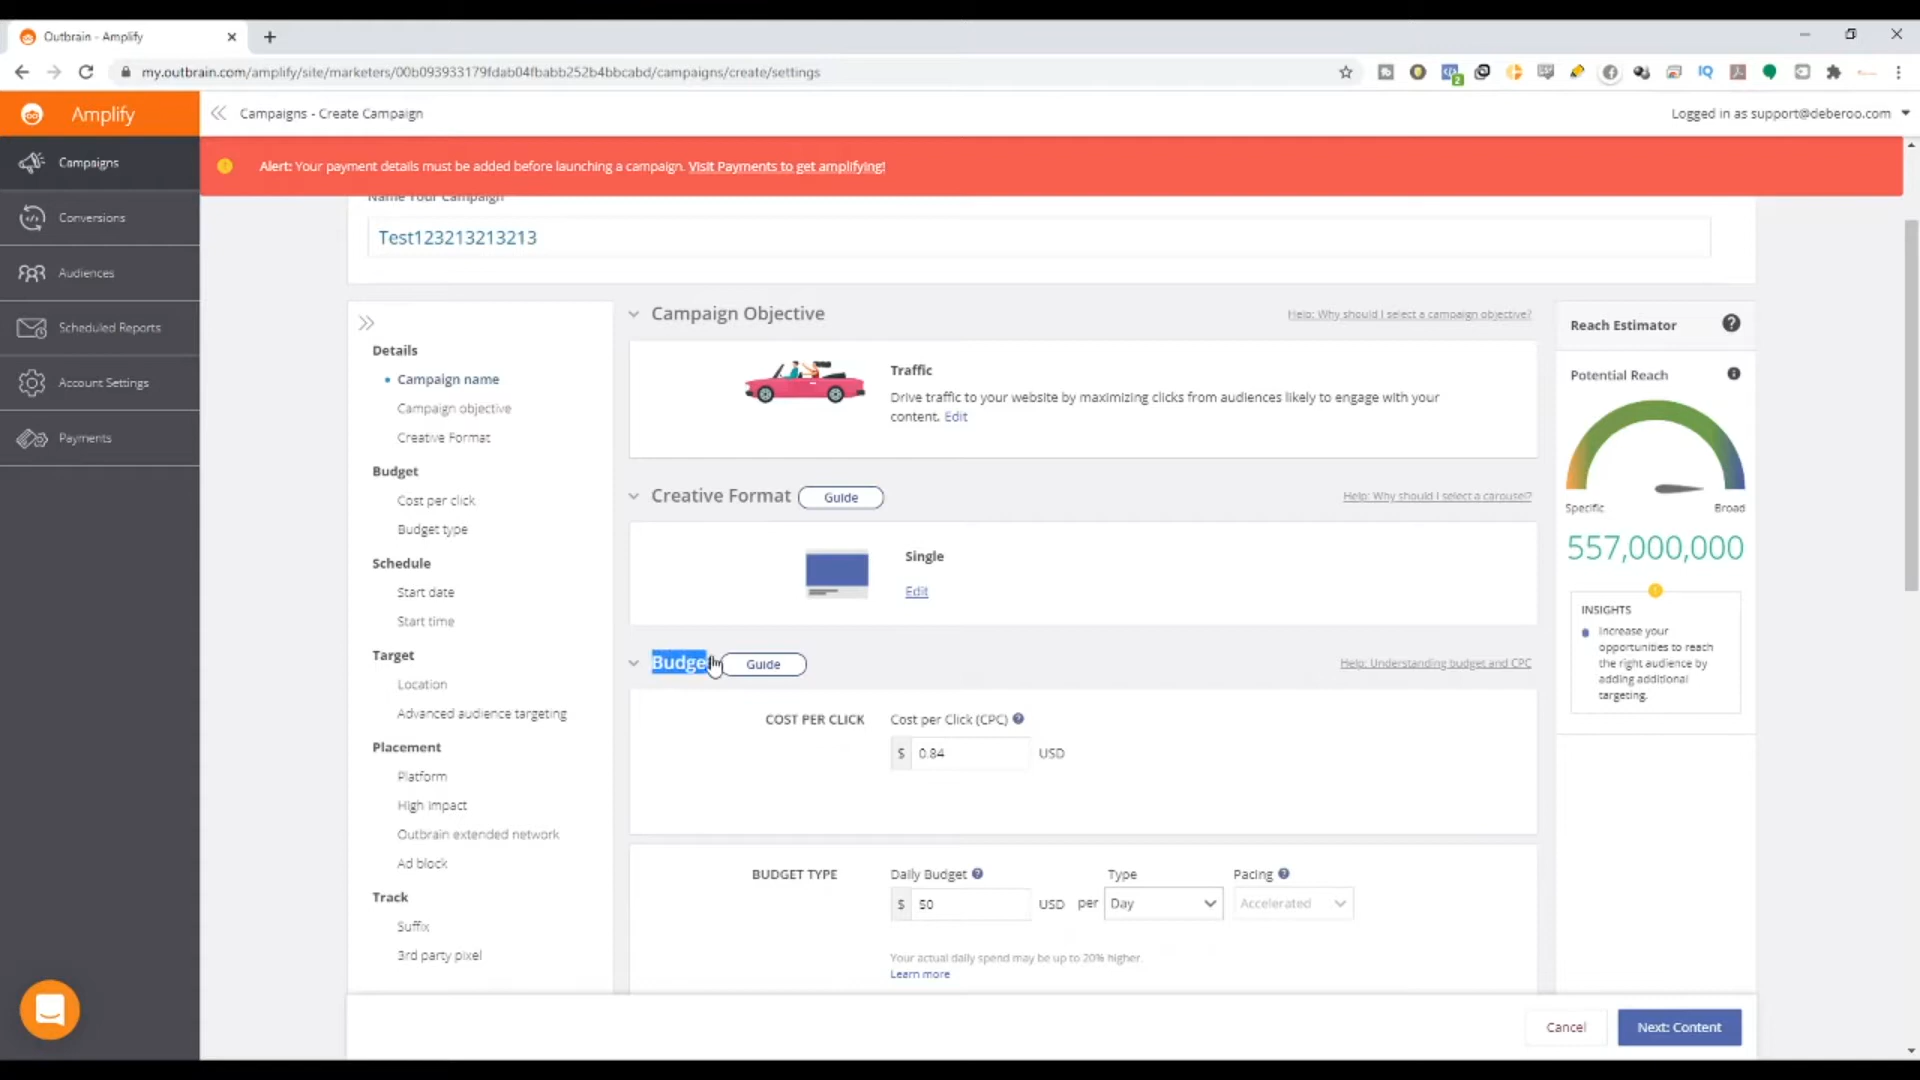 Outbrain - Amplify
my.outbrain.com/amplify/site/marketers/00b093933179fdab04fbabb252b4bbcabd/campaigns/create/settings
Amplify
Campaigns - Create Campaign
Logged in as support@deberoo.com
Campaigns
Conversions
Audiences
Scheduled Reports
Account Settings
Payments
Alert: Your payment details must be added before launching a campaign. Visit Payments to get amplifying!
Name Your Campaign
Test123213213213
Details
Campaign name
Campaign objective
Creative Format
Budget
Cost per click
Budget type
Schedule
Start date
Start time
Target
Location
Advanced audience targeting
Placement
Platform
High impact
Outbrain extended network
Ad block
Track
Suffix
3rd party pixel
Campaign Objective
Help: Why should I select a campaign objective?
Traffic
Drive traffic to your website by maximizing clicks from audiences likely to engage with your
content. Edit
Creative Format Guide
Help: Why should I select a carousel?
Single
Edit
Budget Guide
Help: Understanding budget and CPC
COST PER CLICK
Cost per Click (CPC)
$ 0.84 USD
BUDGET TYPE
Daily Budget Type Pacing
$ 50 USD per Day Accelerated
Your actual daily spend may be up to 20% higher.
Learn more
Reach Estimator
Potential Reach
Specific Broad
557,000,000
INSIGHTS
Increase your
opportunities to reach
the right audience by
adding additional
targeting.
Cancel
Next: Content